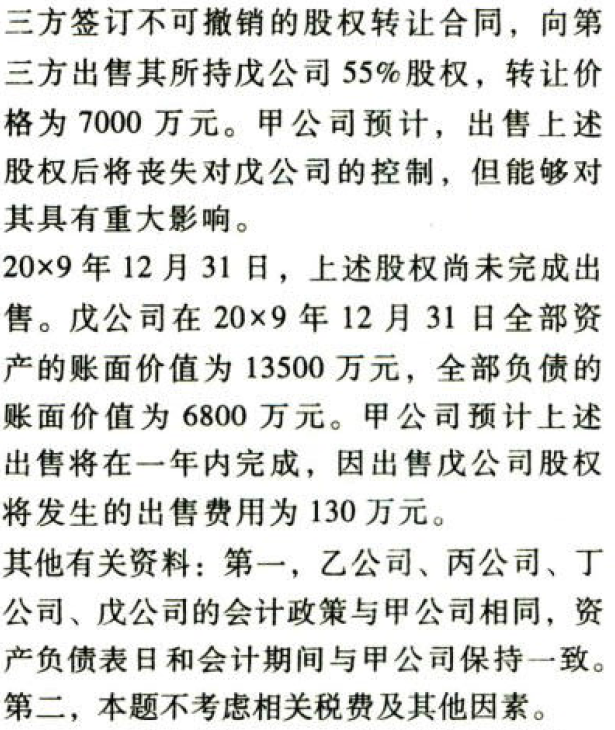 三方签订不可撤销的股权转让合同，向第
三方出售其所持戊公司 55%股权，转让价
格为 7000 万元。甲公司预计，出售上述
股权后将丧失对戊公司的控制，但能够对
其具有重大影响。
20×9 年 12 月 31 日，上述股权尚未完成出
售。戊公司在 20×9 年 12 月 31 日全部资
产的账面价值为 13500 万元，全部负债的
账面价值为 6800 万元。甲公司预计上述
出售将在一年内完成，因出售戊公司股权
将发生的出售费用为 130 万元。
其他有关资料：第一，乙公司、丙公司、丁
公司、戊公司的会计政策与甲公司相同，资
产负债表日和会计期间与甲公司保持一致。
第二，本题不考虑相关税费及其他因素。